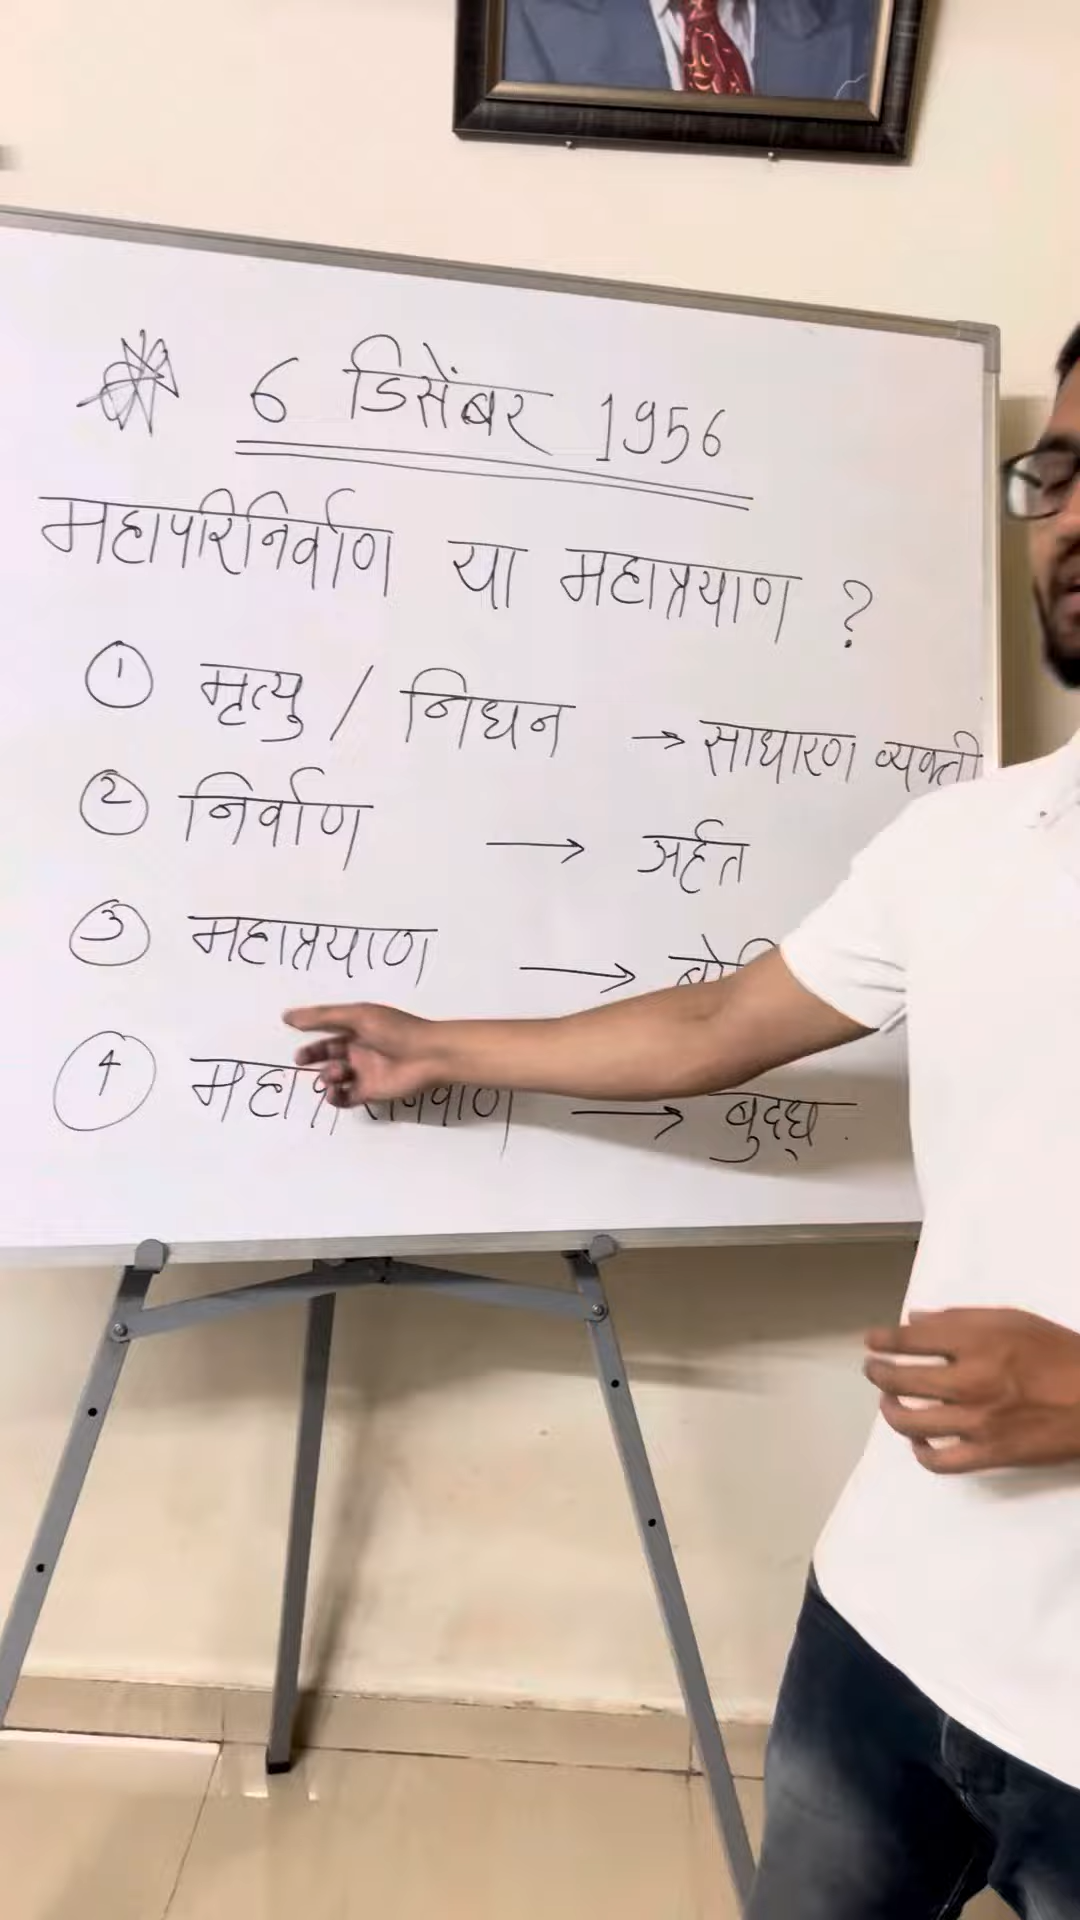 6 डिसेंबर 1956
महापरिनिर्वाण या महाप्रयाण ?
1 मृत्यु / निधन → साधारण व्यक्ती
2 निर्वाण → अर्हत
3 महाप्रयाण →
4 → बुद्ध